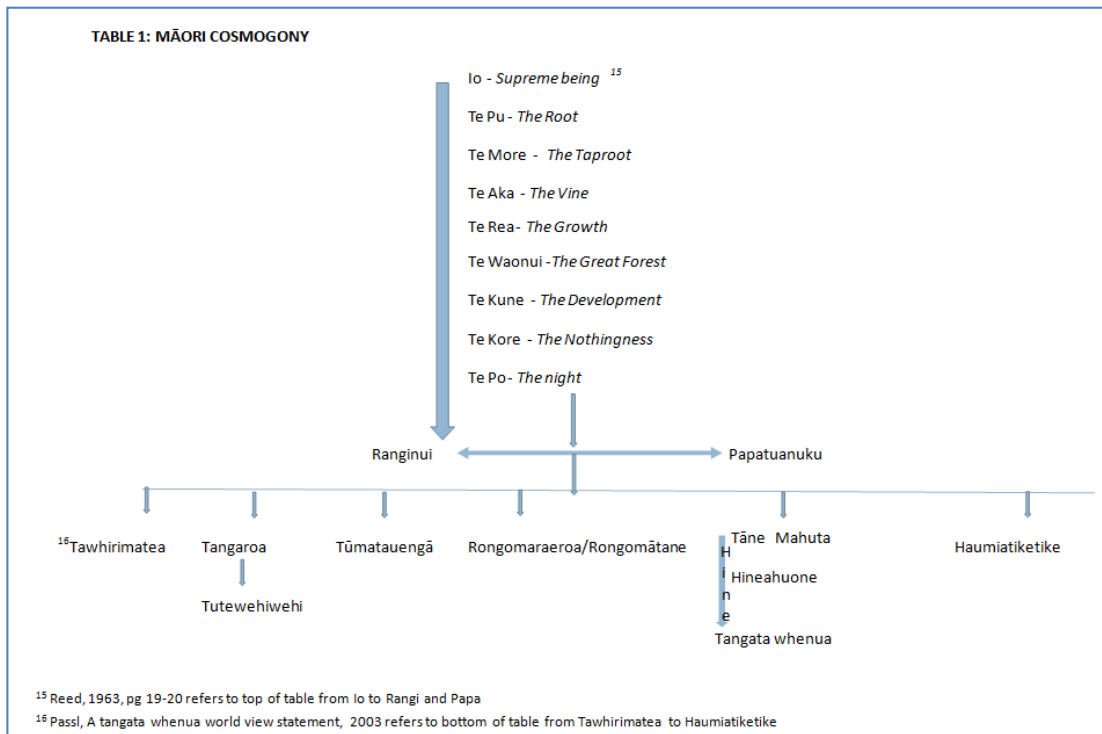 TABLE 1: MĀORI COSMOGONY
Io - Supreme being 15
Te Pu - The Root
Te More - The Taproot
Te Aka - The Vine
Te Rea- The Growth
Te Waonui -The Great Forest
Te Kune - The Development
Te Kore - The Nothingness
Te Po- The night
Ranginui Papatuanuku
16Tawhirimatea Tangaroa Tūmatauengā Rongomaraeroa/Rongomātane Tāne Mahuta Haumiatiketike
Hine
Hineahuone
Tutewehiwehi
Tangata whenua
15 Reed, 1963, pg 19-20 refers to top of table from Io to Rangi and Papa
16 Passl, A tangata whenua world view statement, 2003 refers to bottom of table from Tawhirimatea to Haumiatiketike